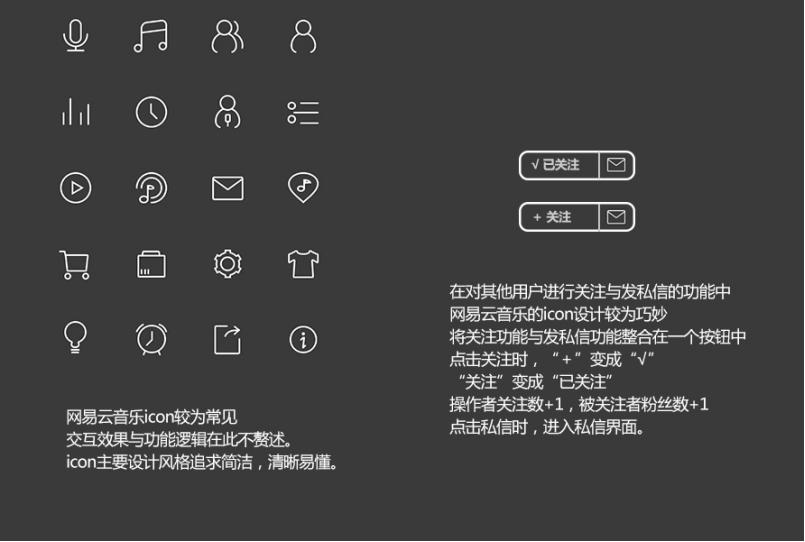 √ 已关注
+ 关注
在对其他用户进行关注与发私信的功能中
网易云音乐的icon设计较为巧妙
将关注功能与发私信功能整合在一个按钮中
点击关注时，“+”变成“√”
“关注”变成“已关注”
操作者关注数+1，被关注者粉丝数+1
点击私信时，进入私信界面。
网易云音乐icon较为常见
交互效果与功能逻辑在此不赘述。
icon主要设计风格追求简洁，清晰易懂。